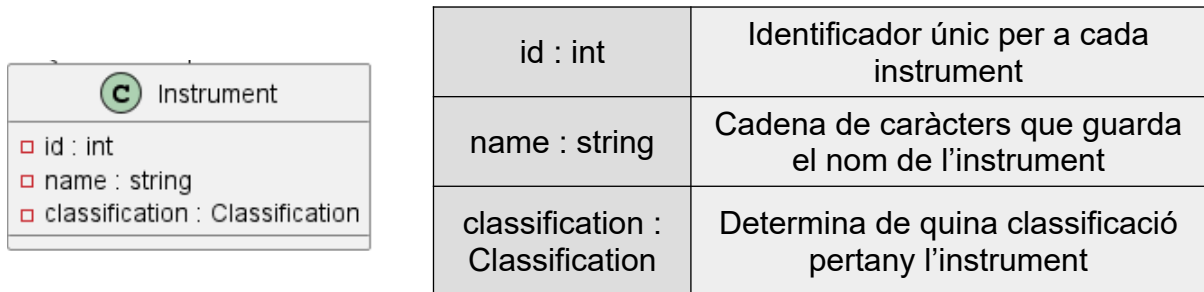 C Instrument
id : int
name : string
classification : Classification
id : int
Identificador únic per a cada
instrument
name : string
Cadena de caràcters que guarda
el nom de l’instrument
classification :
Classification
Determina de quina classificació
pertany l’instrument